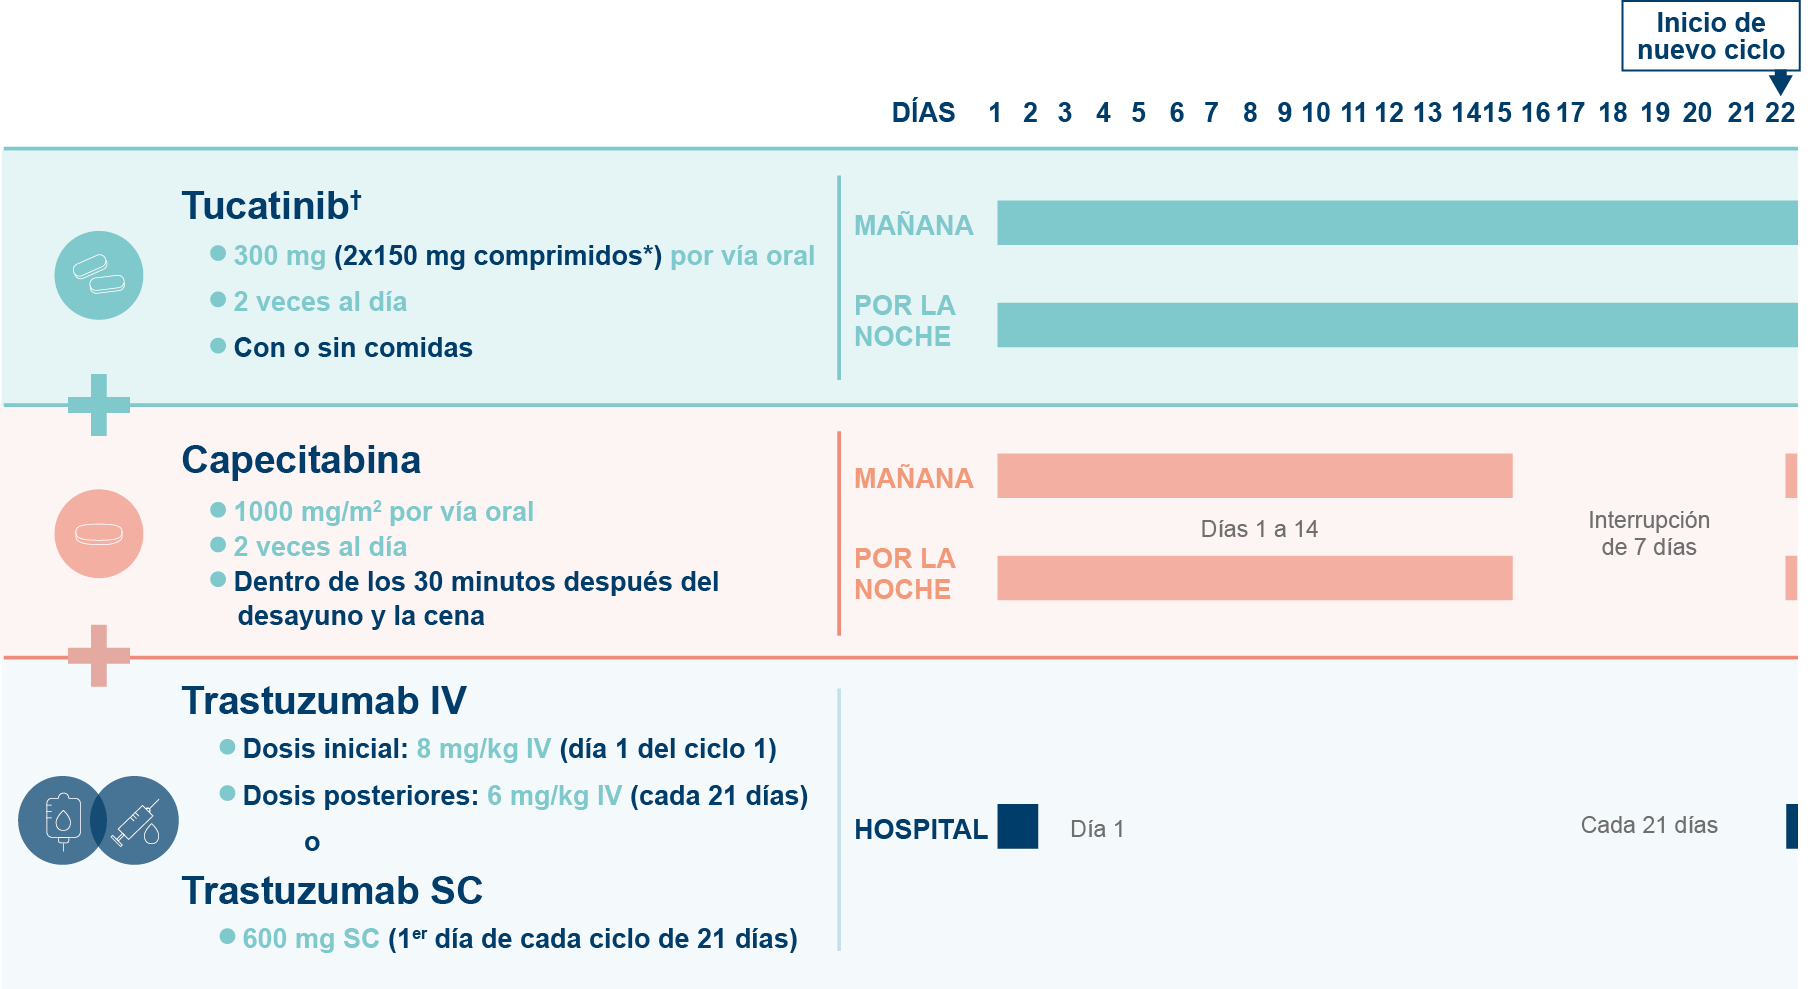 Inicio de
nuevo ciclo
DÍAS 1 2 3 4 5 6 7 8 9 10 11 12 13 14 15 16 17 18 19 20 21 22
Tucatinib†
300 mg (2x150 mg comprimidos*) por vía oral
2 veces al día
Con o sin comidas
MAÑANA
POR LA
NOCHE
Capecitabina
1000 mg/m² por vía oral
2 veces al día
Dentro de los 30 minutos después del
desayuno y la cena
MAÑANA
Días 1 a 14
POR LA
NOCHE
Interrupción
de 7 días
Trastuzumab IV
Dosis inicial: 8 mg/kg IV (día 1 del ciclo 1)
Dosis posteriores: 6 mg/kg IV (cada 21 días)
o
Trastuzumab SC
600 mg SC (1er día de cada ciclo de 21 días)
HOSPITAL
Día 1
Cada 21 días